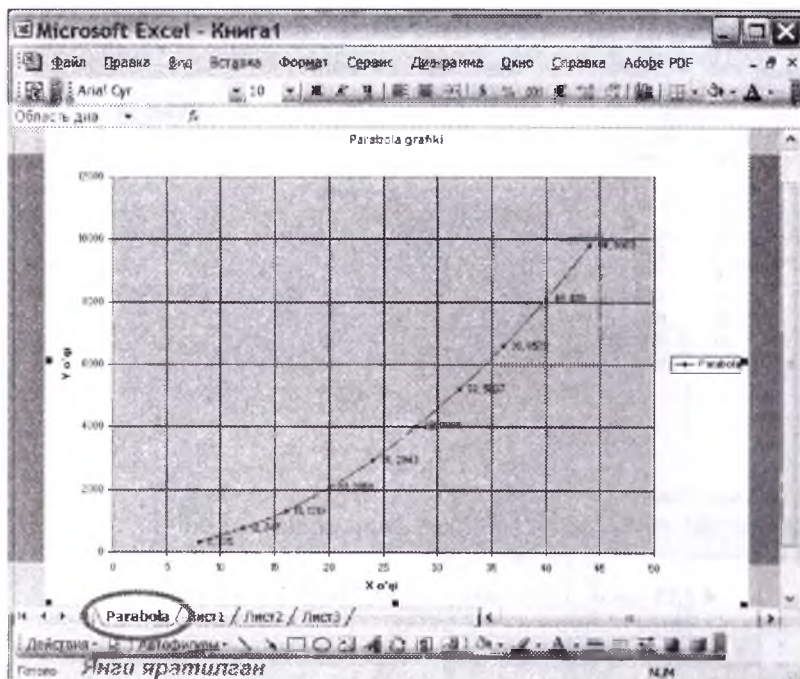 Microsoft Excel - Книга1
Файл Правка Вид Вставка Формат Сервис Диаграмма Окно Справка Adobe PDF
Arial Cyr 10
Область диа fx
Parabola grafiki
12000
10000
8000
6000
4000
2000
0
Y o'qi
0 5 10 15 20 25 30 35 40 45 50
X o'qi
Parabola
Parabola Лист1 Лист2 Лист3
Действия Автофигуры
Готово NUM
Янги яратилган